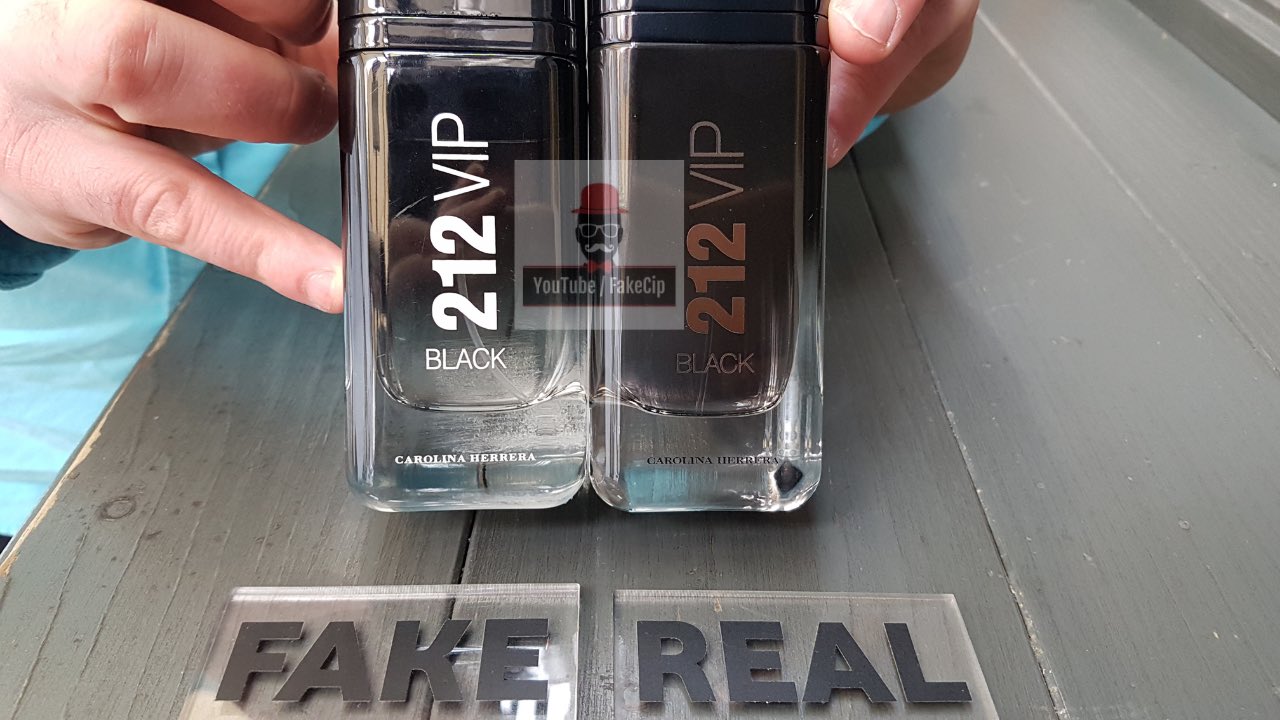 212 VIP
BLACK
CAROLINA HERRERA
212 VIP
BLACK
CAROLINA HERRERA
YouTube / FakeCip
FAKE
REAL